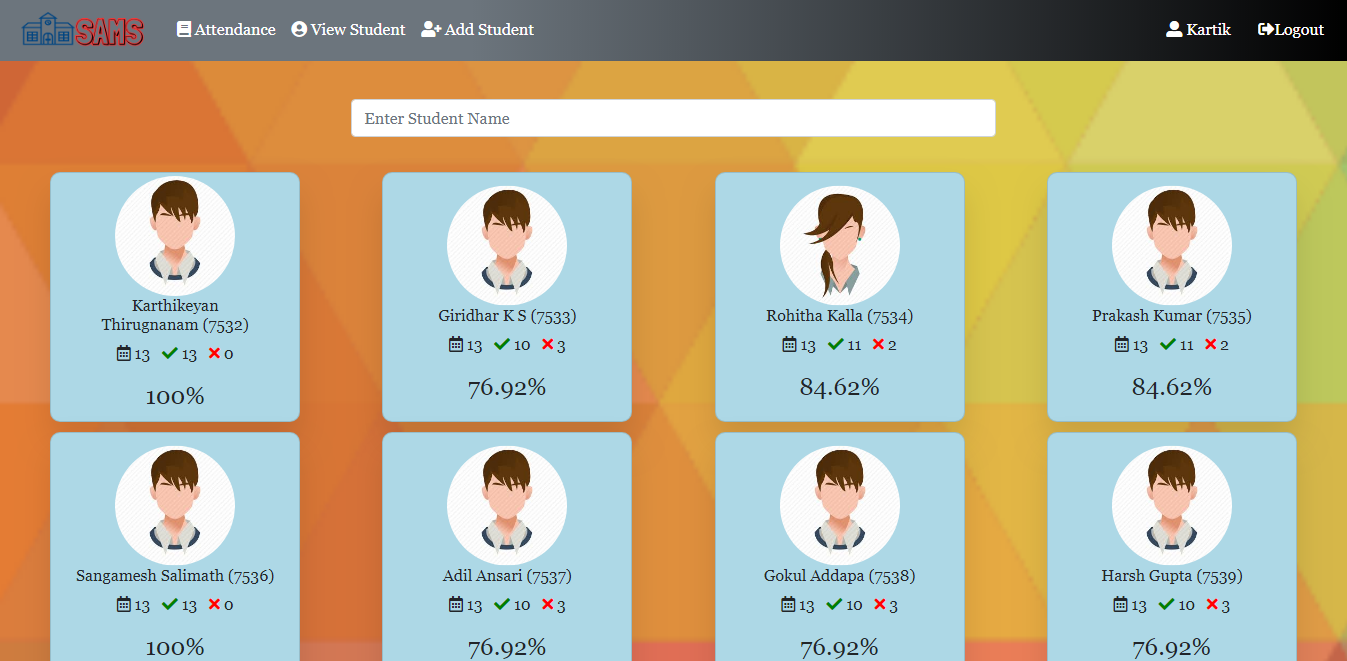 SAMS Attendance View Student Add Student Kartik Logout
Enter Student Name
Karthikeyan
Thirugnanam (7532)
13 13 0
100%
Giridhar K S (7533)
13 10 3
76.92%
Rohitha Kalla (7534)
13 11 2
84.62%
Prakash Kumar (7535)
13 11 2
84.62%
Sangamesh Salimath (7536)
13 13 0
100%
Adil Ansari (7537)
13 10 3
76.92%
Gokul Addapa (7538)
13 10 3
76.92%
Harsh Gupta (7539)
13 10 3
76.92%